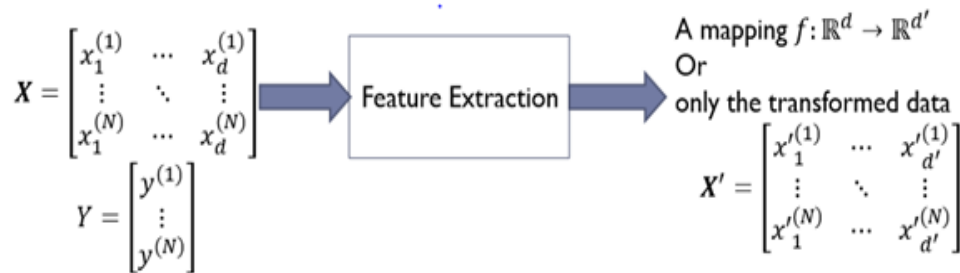 X = [x_1^{(1)} ⋯ x_d^{(1)}
⋮ ⋱ ⋮
x_1^{(N)} ⋯ x_d^{(N)}]
Y = [y^{(1)}
⋮
y^{(N)}]
Feature Extraction
A mapping f: ℝ^d → ℝ^{d′}
Or
only the transformed data
X′ = [x′_1^{(1)} ⋯ x′_{d′}^{(1)}
⋮ ⋱ ⋮
x′_1^{(N)} ⋯ x′_{d′}^{(N)}]